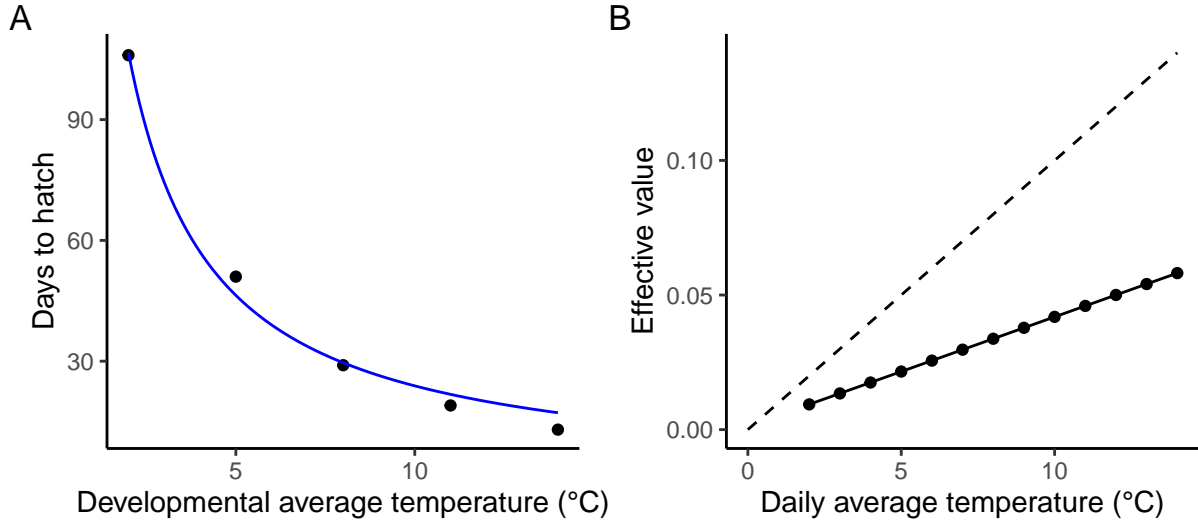 A
Days to hatch
90
60
30
5
10
Developmental average temperature (°C)
B
Effective value
0.10
0.05
0.00
0
5
10
Daily average temperature (°C)